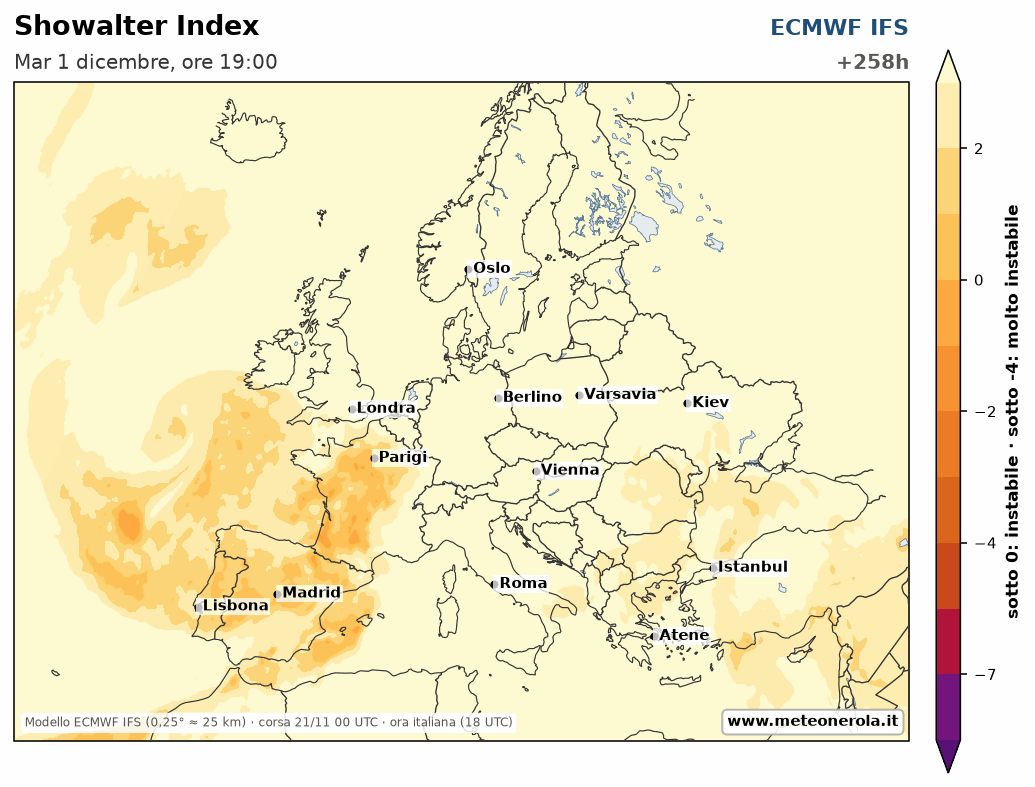 Showalter Index
ECMWF IFS
Mar 1 dicembre, ore 19:00
+258h
Oslo
Londra
Berlino
Varsavia
Kiev
Parigi
Vienna
Istanbul
Roma
Madrid
Lisbona
Atene
2
0
−2
−4
−7
sotto 0: instabile · sotto -4: molto instabile
Modello ECMWF IFS (0,25° ≈ 25 km) · corsa 21/11 00 UTC · ora italiana (18 UTC)
www.meteonerola.it